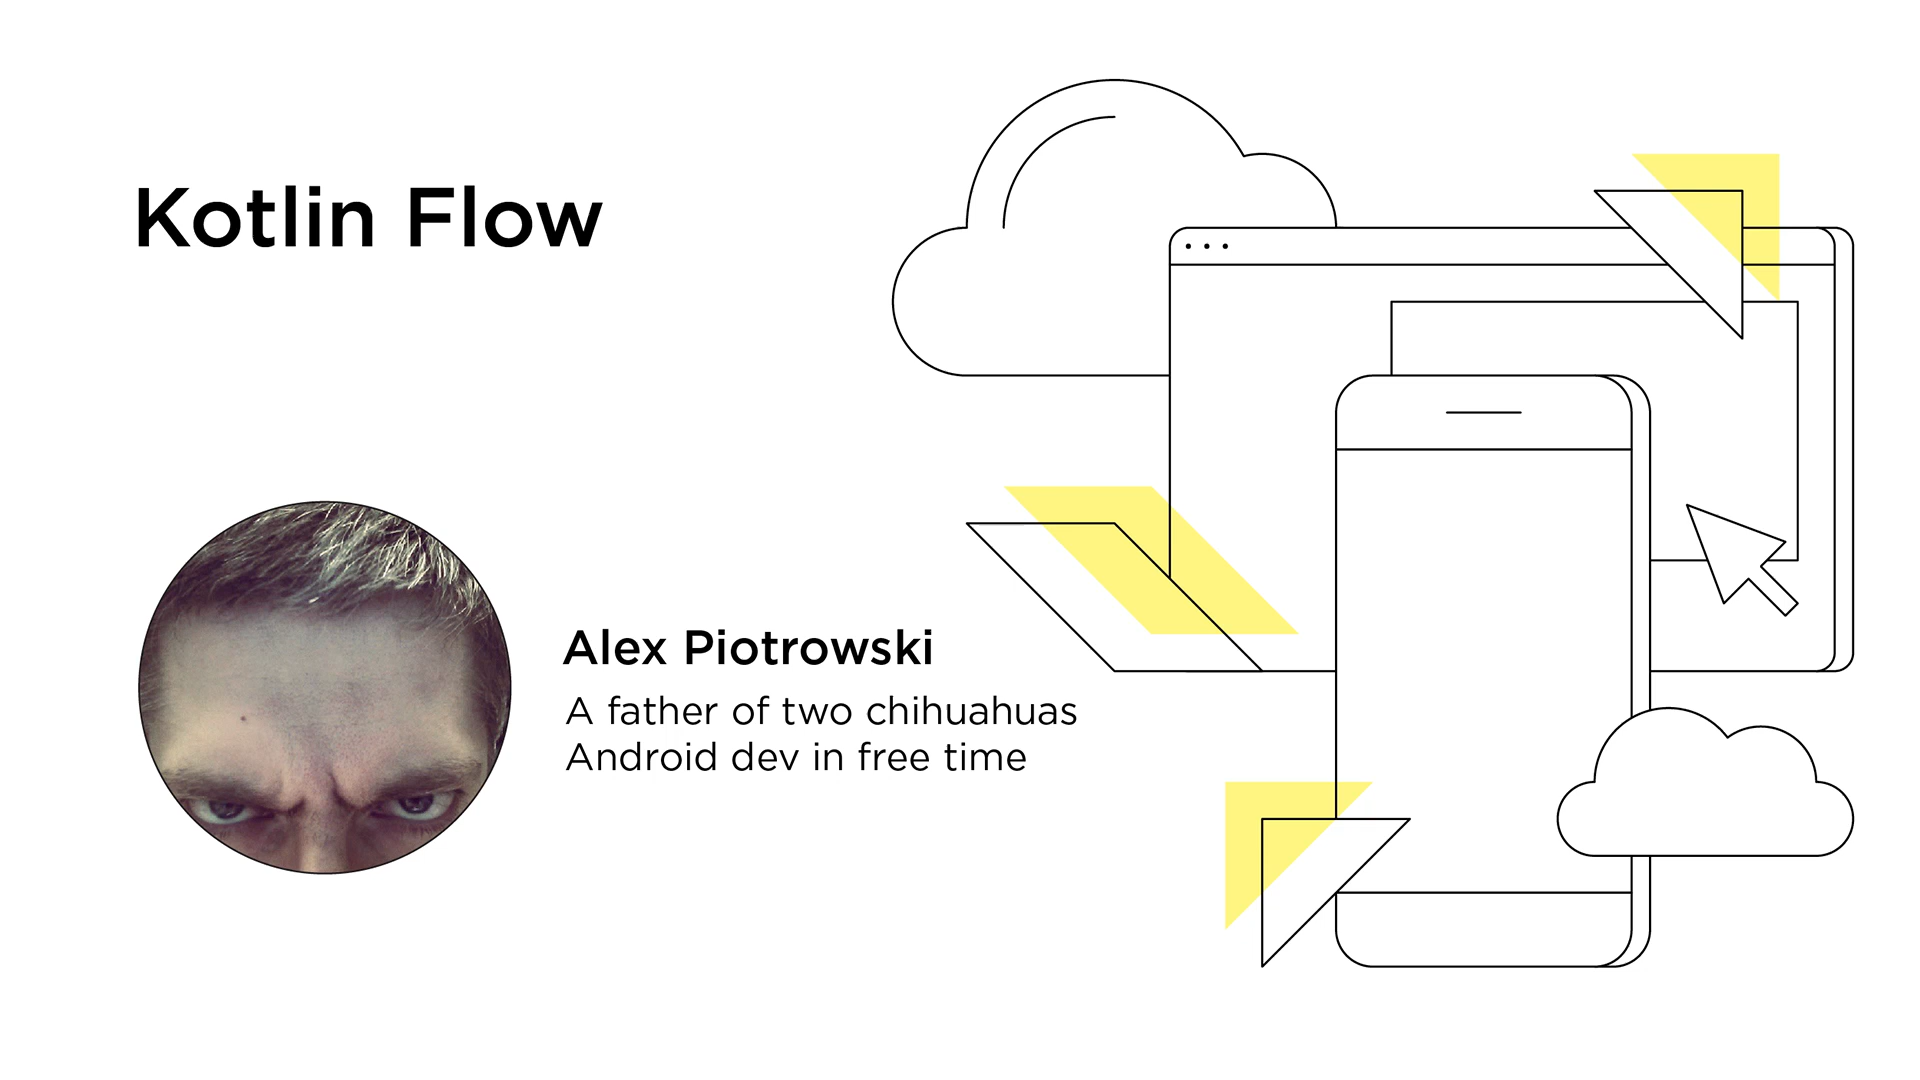 Kotlin Flow
Alex Piotrowski
A father of two chihuahuas
Android dev in free time